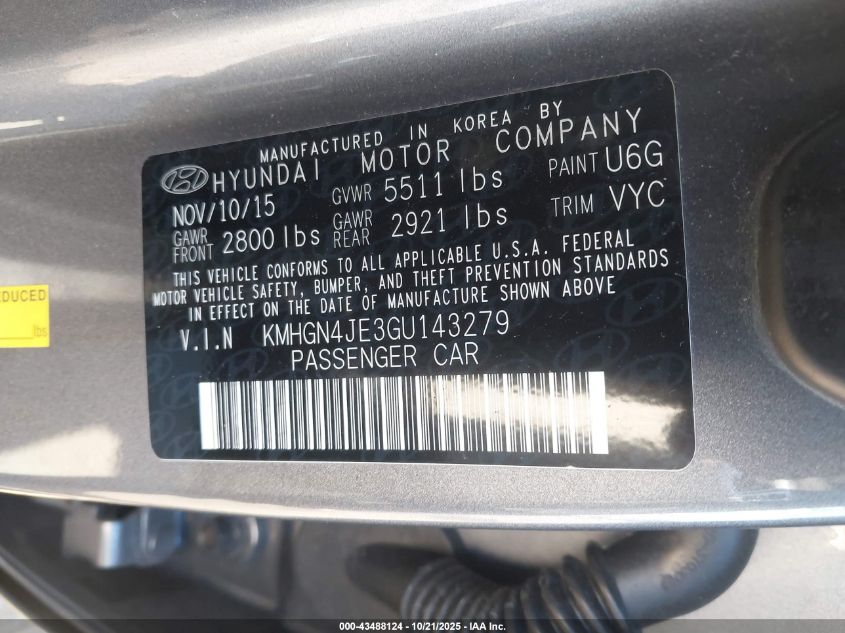 MANUFACTURED IN KOREA BY
HYUNDAI MOTOR COMPANY
NOV/10/15 GVWR 5511 lbs PAINT U6G
GAWR FRONT 2800 lbs GAWR REAR 2921 lbs TRIM VYC
THIS VEHICLE CONFORMS TO ALL APPLICABLE U.S.A. FEDERAL
MOTOR VEHICLE SAFETY, BUMPER, AND THEFT PREVENTION STANDARDS
IN EFFECT ON THE DATE OF MANUFACTURE SHOWN ABOVE
V.I.N KMHGN4JE3GU143279
PASSENGER CAR
lbs
000-43488124 - 10/21/2025 - IAA Inc.